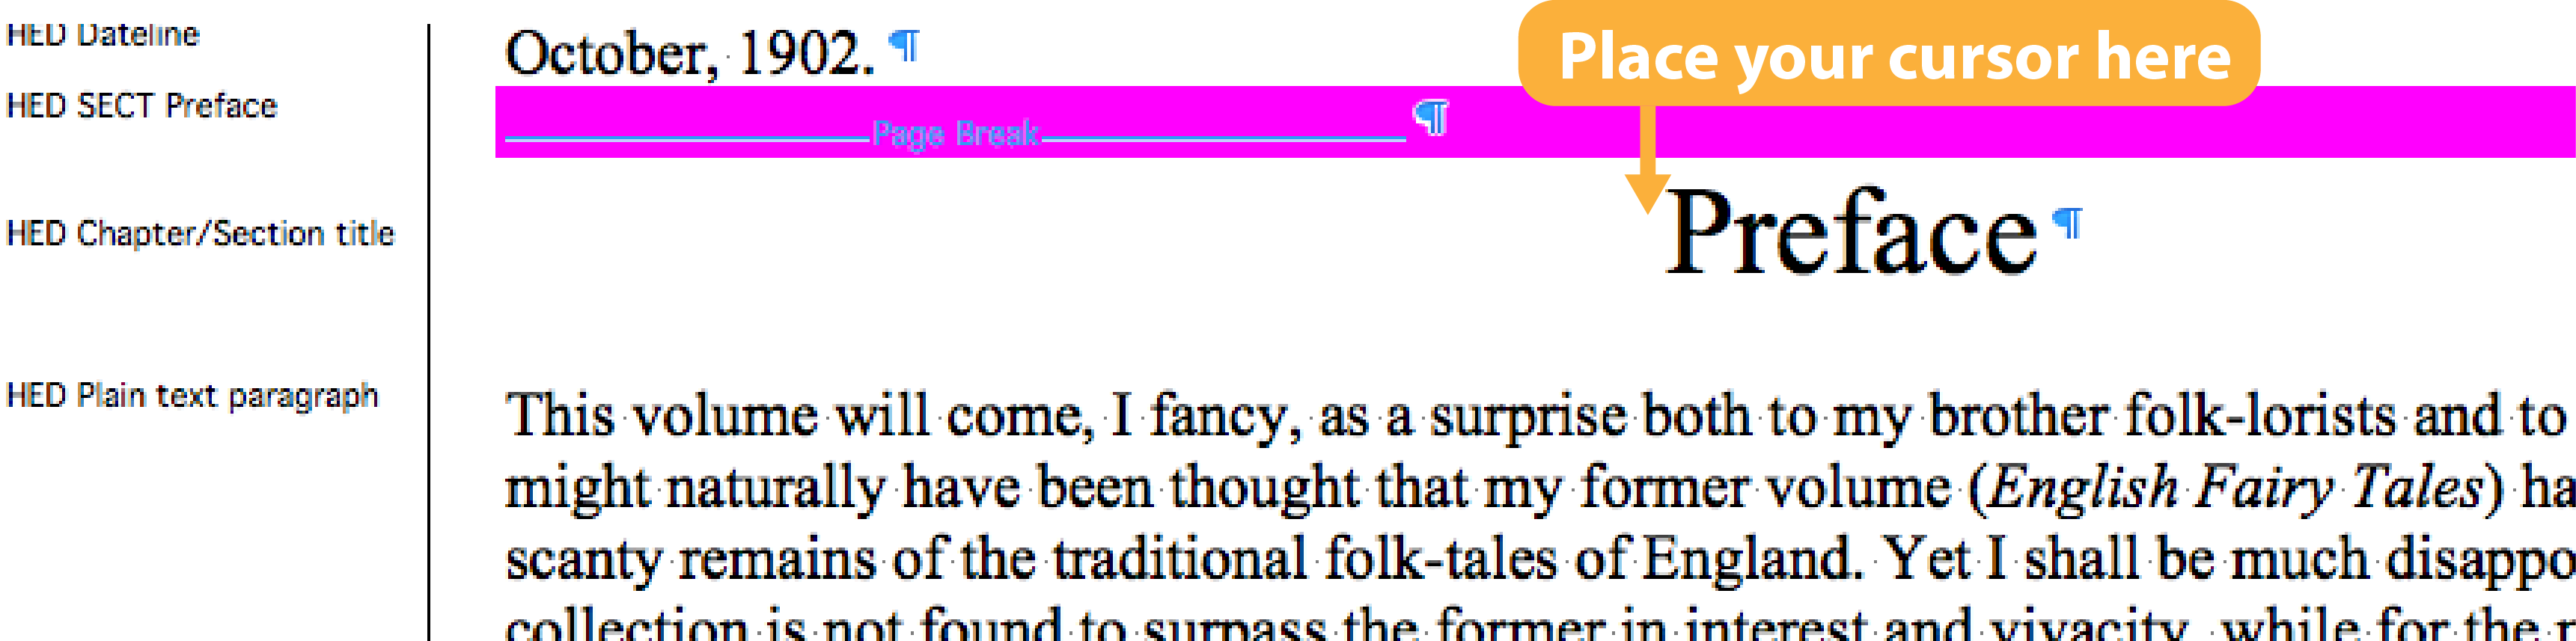 HED Dateline
October, 1902. ¶
Place your cursor here
HED SECT Preface
Page Break ¶
HED Chapter/Section title
Preface ¶
HED Plain text paragraph
This volume will come, I fancy, as a surprise both to my brother folk-lorists and to
might naturally have been thought that my former volume (English Fairy Tales) ha
scanty remains of the traditional folk-tales of England. Yet I shall be much disappo
collection is not found to surpass the former in interest and vivacity, while for the